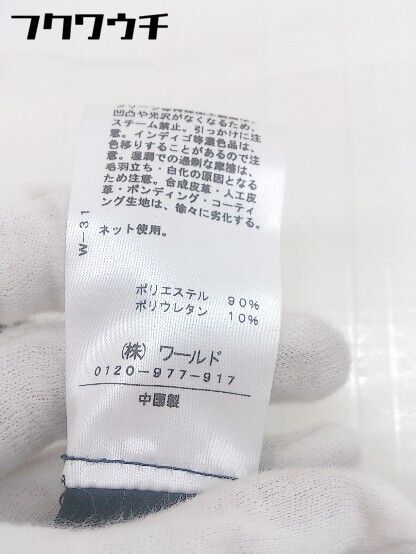 フクワウチ
凹凸や光沢がなくなるため、
スチーム禁止。引っかけに注
意。インディゴ等濃色品は、
色移りすることがあるので注
意。湿潤での過剰な摩擦は、
毛羽立ち・白化の原因となる
ため注意。合成皮革・人工皮
革・ボンディング・コーティ
ング生地は、徐々に劣化する。
ネット使用。
W-31
ポリエステル 90%
ポリウレタン 10%
(株) ワールド
0120-977-917
中国製